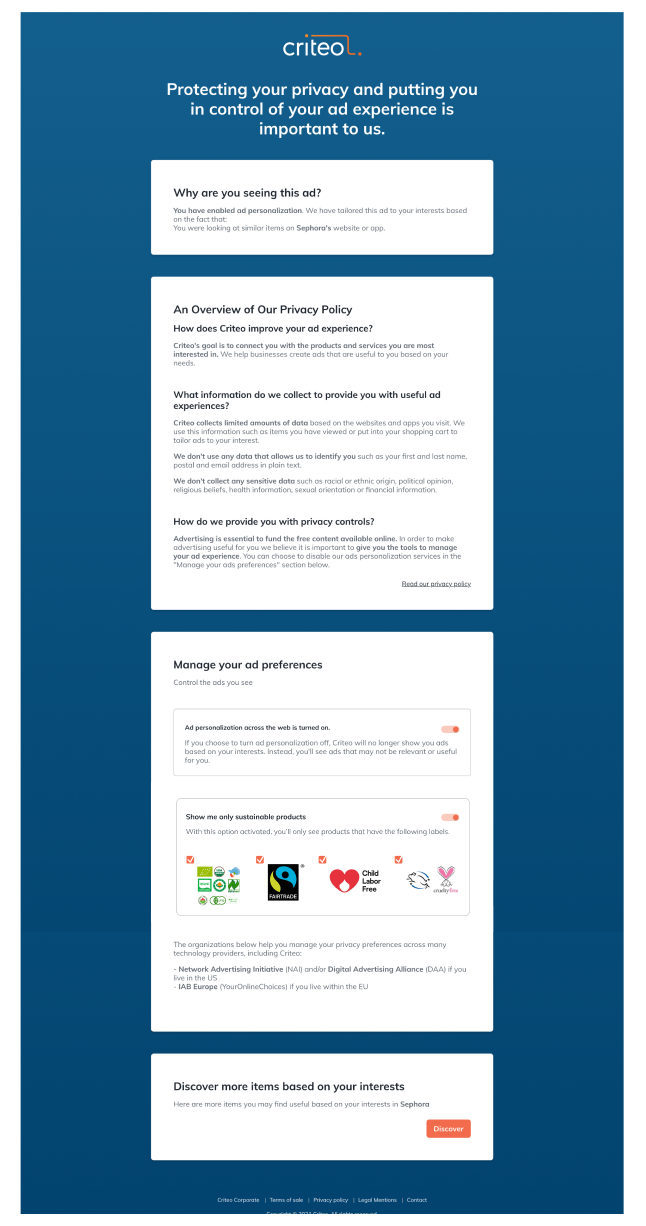 criteo
Protecting your privacy and putting you
in control of your ad experience is
important to us.
Why are you seeing this ad?
You have enabled ad personalization. We have tailored this ad to your interests based
on the fact that:
You were looking at similar items on Sephora's website or app.
An Overview of Our Privacy Policy
How does Criteo improve your ad experience?
Criteo's goal is to connect you with the products and services you are most
interested in. We help businesses create ads that are useful to you based on your
needs.
What information do we collect to provide you with useful ad
experiences?
Criteo collects limited amounts of data based on the websites and apps you visit. We
use this information such as items you have viewed or put into your shopping cart to
tailor ads to your interest.
We don't use any data that allows us to identify you such as your first and last name,
postal and email address in plain text.
We don't collect any sensitive data such as racial or ethnic origin, political opinion,
religious beliefs, health information, sexual orientation or financial information.
How do we provide you with privacy controls?
Advertising is essential to fund the free content available online. In order to make
advertising useful for you we believe it is important to give you the tools to manage
your ad experience. You can choose to disable our ads personalization services in the
"Manage your ads preferences" section below.
Read our privacy policy
Manage your ad preferences
Control the ads you see
Ad personalization across the web is turned on.
If you choose to turn ad personalization off, Criteo will no longer show you ads
based on your interests. Instead, you'll see ads that may not be relevant or useful
for you.
Show me only sustainable products
With this option activated, you'll only see products that have the following labels.
FAIRTRADE
®
Child
Labor
Free
crueltyfree
The organizations below help you manage your privacy preferences across many
technology providers, including Criteo:
- Network Advertising Initiative (NAI) and/or Digital Advertising Alliance (DAA) if you
live in the US
- IAB Europe (YourOnlineChoices) if you live within the EU
Discover more items based on your interests
Here are more items you may find useful based on your interests in Sephora
Discover
Criteo Corporate | Terms of sale | Privacy policy | Legal Mentions | Contact